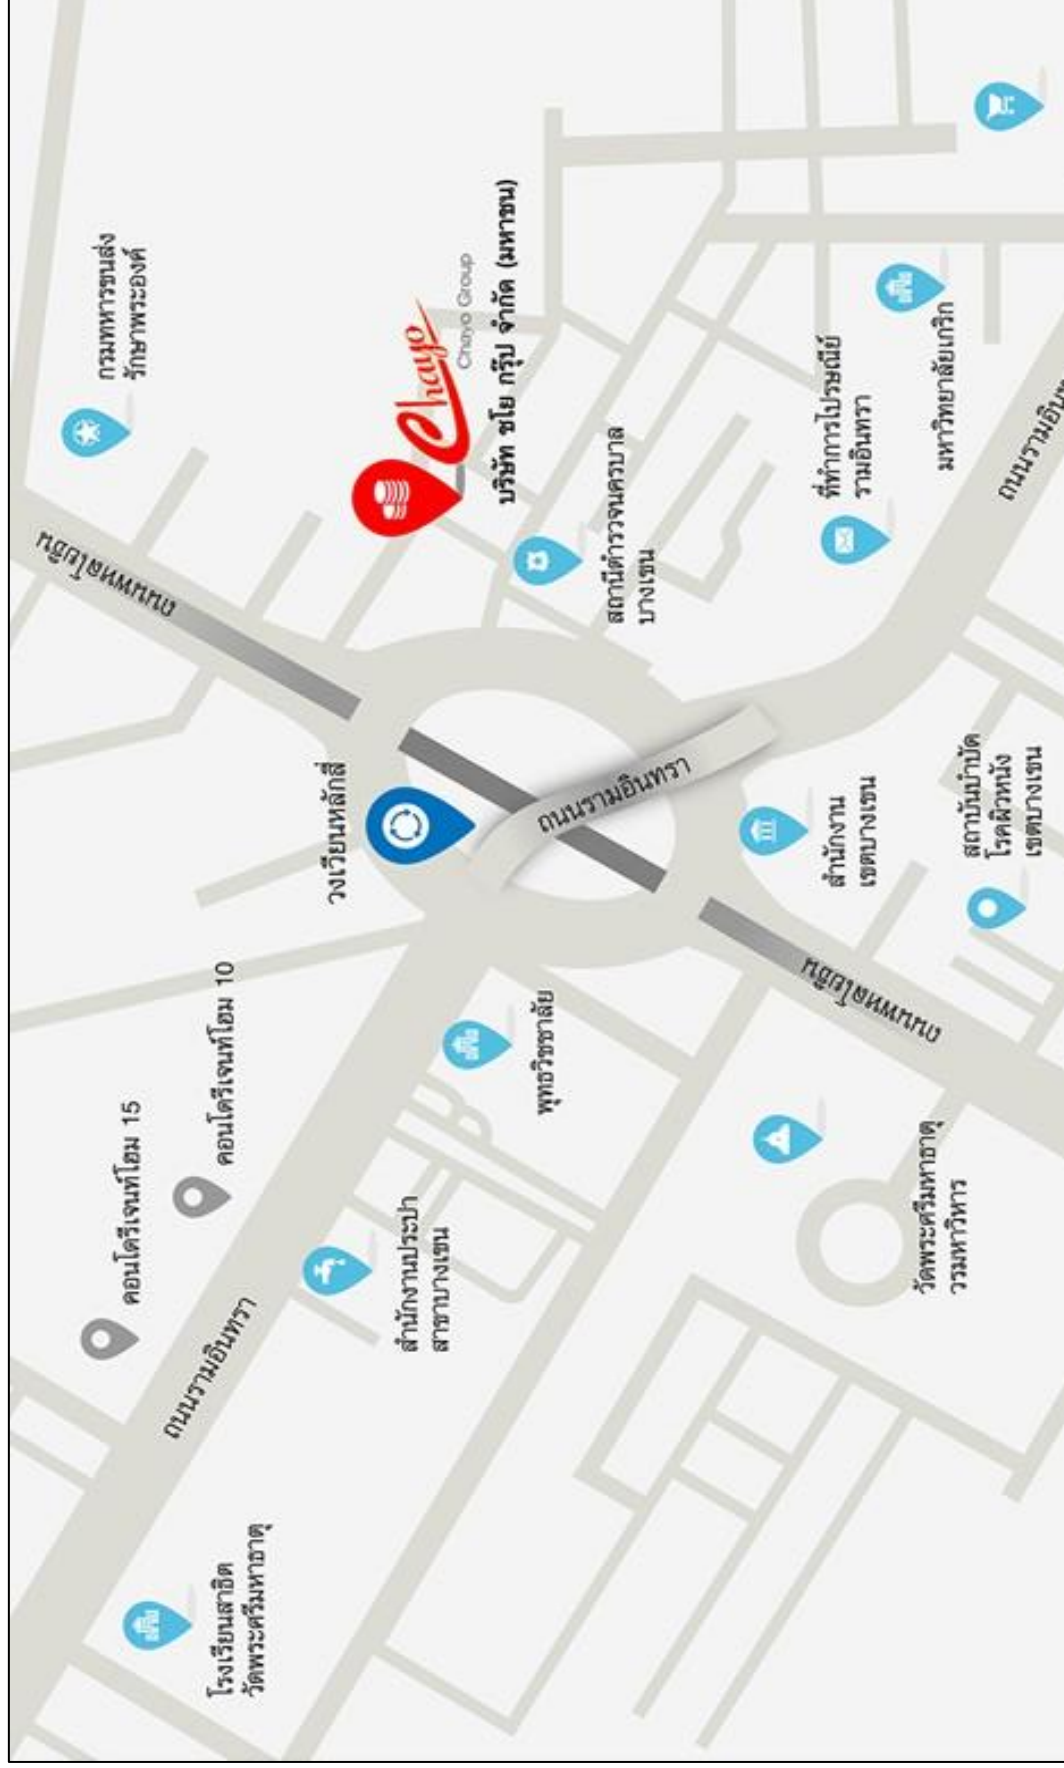 กรมทหารขนส่ง
รักษาพระองค์
ถนนพหลโยธิน
คอนโดรีเจนท์โฮม 15
คอนโดรีเจนท์โฮม 10
ถนนรามอินทรา
โรงเรียนสาธิต
วัดพระศรีมหาธาตุ
วงเวียนหลักสี่
Chayo
Chayo Group
บริษัท ชโย กรุ๊ป จำกัด (มหาชน)
สำนักงานประปา
สาขาบางเขน
พุทธวิชชาลัย
ถนนรามอินทรา
สถานีตำรวจนครบาล
บางเขน
สำนักงาน
เขตบางเขน
ที่ทำการไปรษณีย์
รามอินทรา
ถนนพหลโยธิน
วัดพระศรีมหาธาตุ
วรมหาวิหาร
มหาวิทยาลัยเกริก
สถาบันบำบัด
โรคผิวหนัง
เขตบางเขน